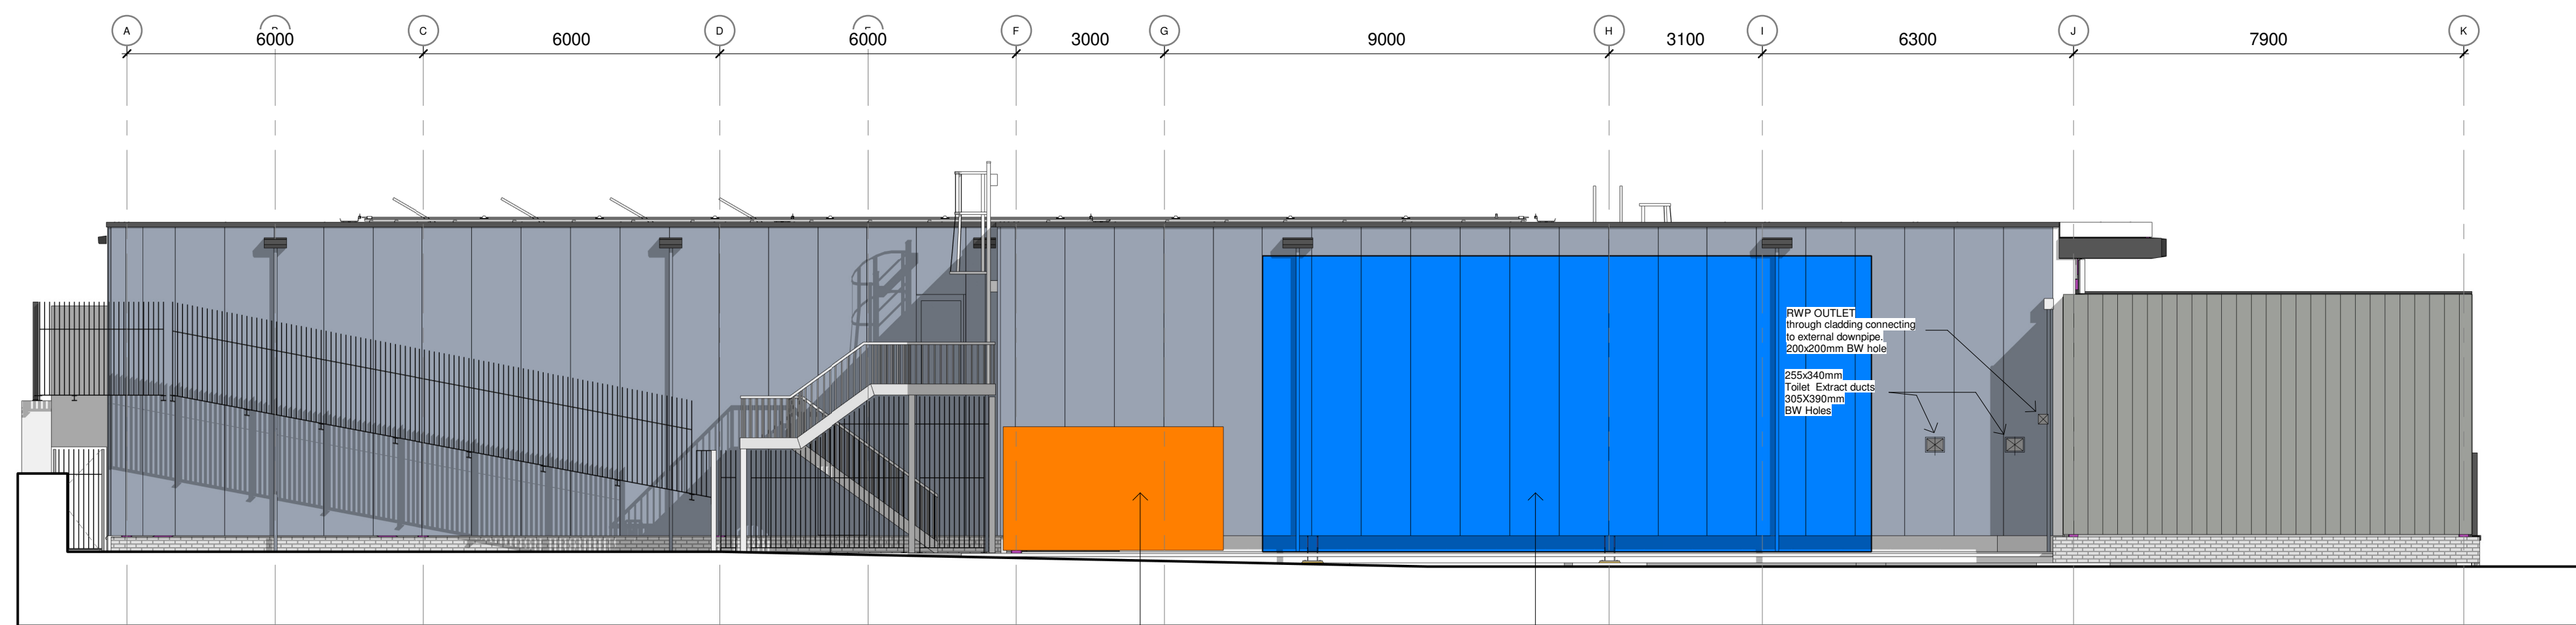 A C D F G H I J K
6000 6000 6000 3000 9000 3100 6300 7900
RWP OUTLET
through cladding connecting
to external downpipe.
200x200mm BW hole
255x340mm
Toilet Extract ducts
305X390mm
BW Holes